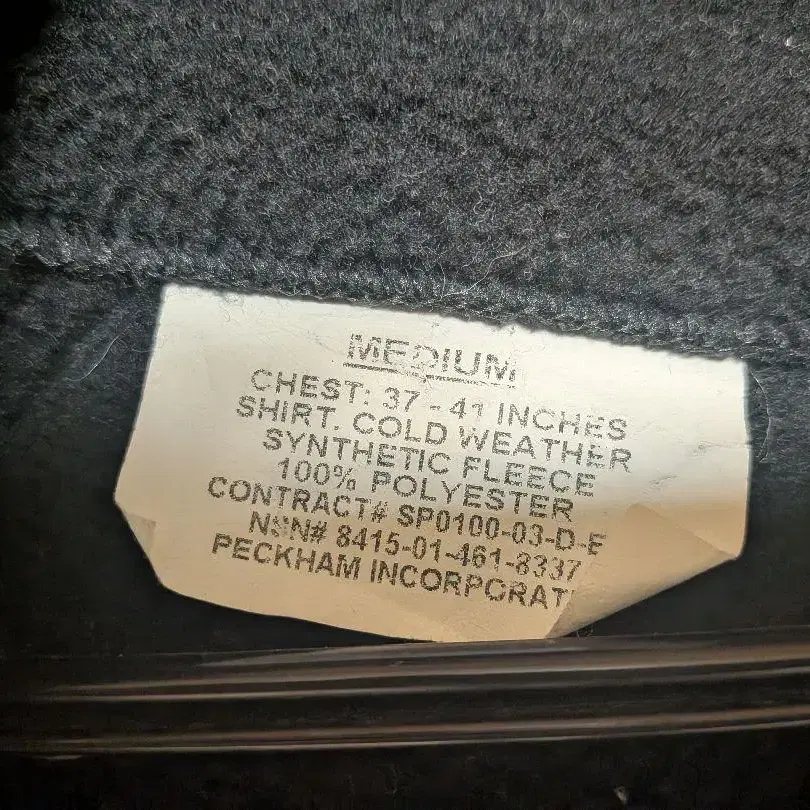 MEDIUM
CHEST: 37 - 41 INCHES
SHIRT. COLD WEATHER
SYNTHETIC FLEECE
100% POLYESTER
CONTRACT# SP0100-03-D-E
NSN# 8415-01-461-8337
PECKHAM INCORPORAT